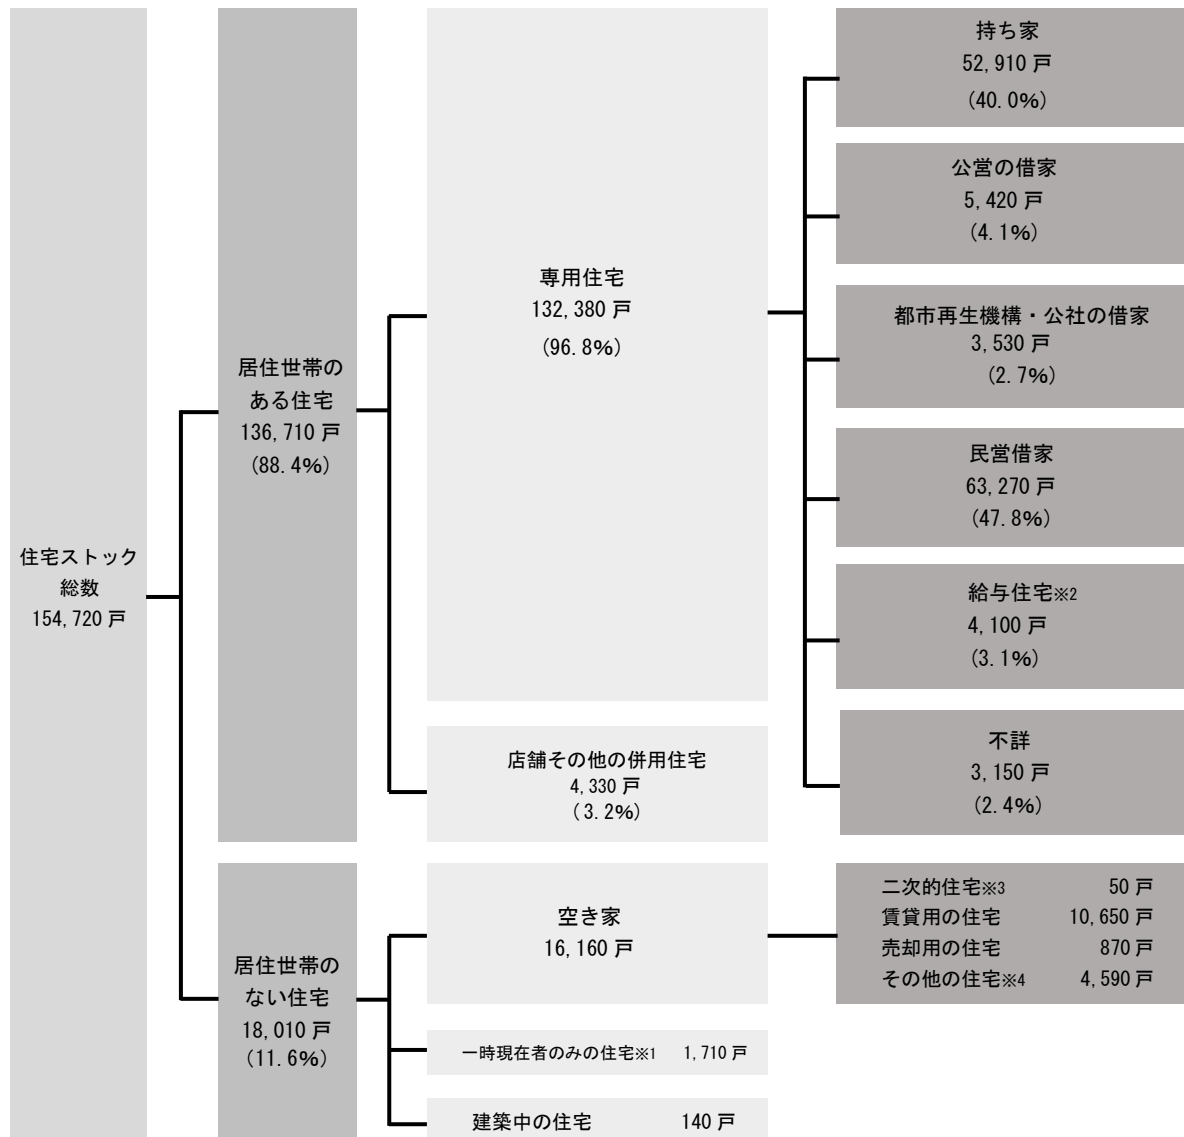 住宅ストック
総数
154,720 戸
居住世帯の
ある住宅
136,710 戸
(88.4%)
専用住宅
132,380 戸
(96.8%)
持ち家
52,910 戸
(40.0%)
公営の借家
5,420 戸
(4.1%)
都市再生機構・公社の借家
3,530 戸
(2.7%)
民営借家
63,270 戸
(47.8%)
給与住宅※2
4,100 戸
(3.1%)
不詳
3,150 戸
(2.4%)
店舗その他の併用住宅
4,330 戸
(3.2%)
居住世帯の
ない住宅
18,010 戸
(11.6%)
空き家
16,160 戸
二次的住宅※3 50 戸
賃貸用の住宅 10,650 戸
売却用の住宅 870 戸
その他の住宅※4 4,590 戸
一時現在者のみの住宅※1 1,710 戸
建築中の住宅 140 戸